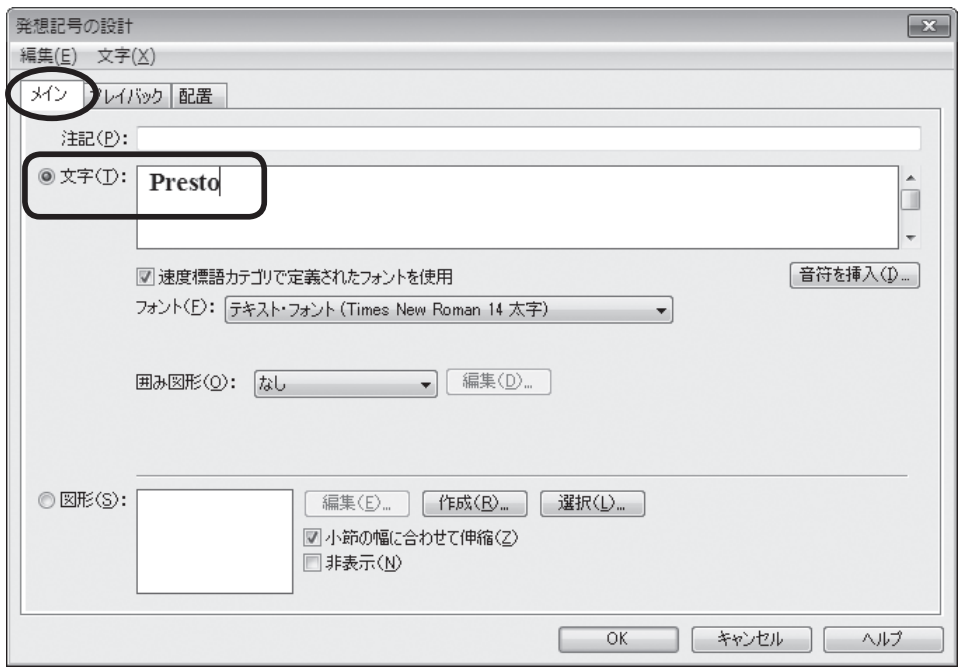 発想記号の設計
編集(E) 文字(X)
メイン プレイバック 配置
注記(P):
文字(T): Presto
速度標語カテゴリで定義されたフォントを使用 音符を挿入(I)...
フォント(F): テキスト・フォント (Times New Roman 14 太字)
囲み図形(O): なし 編集(D)...
図形(S): 編集(E)... 作成(R)... 選択(L)...
小節の幅に合わせて伸縮(Z)
非表示(N)
OK キャンセル ヘルプ